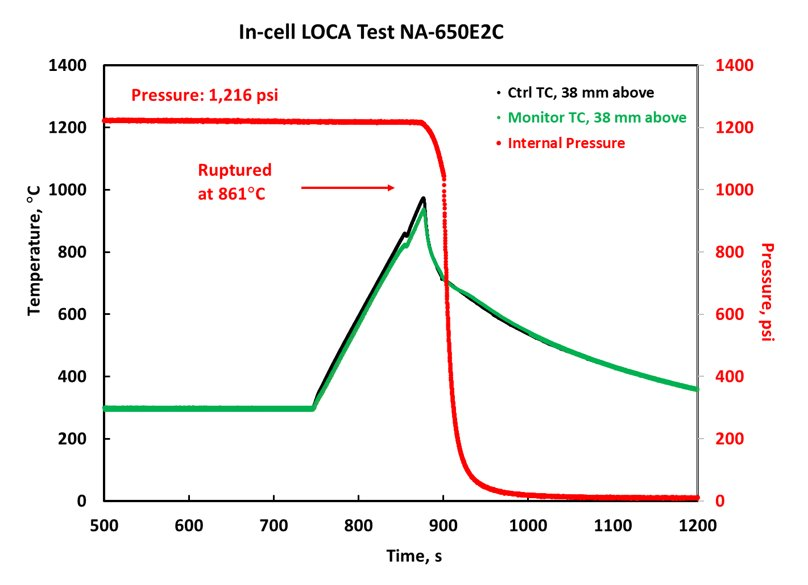 In-cell LOCA Test NA-650E2C
1400
1200
1000
800
600
400
200
0
Temperature, °C
Pressure: 1,216 psi
Ruptured
at 861°C
Ctrl TC, 38 mm above
Monitor TC, 38 mm above
Internal Pressure
1400
1200
1000
800
600
400
200
0
Pressure, psi
500 600 700 800 900 1000 1100 1200
Time, s